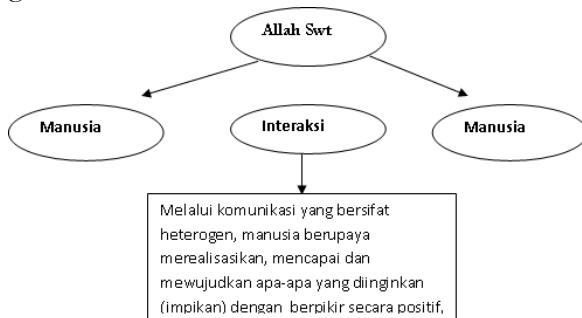 Allah Swt
Manusia Interaksi Manusia
Melalui komunikasi yang bersifat
heterogen, manusia berupaya
merealisasikan, mencapai dan
mewujudkan apa-apa yang diinginkan
(impikan) dengan berpikir secara positif,